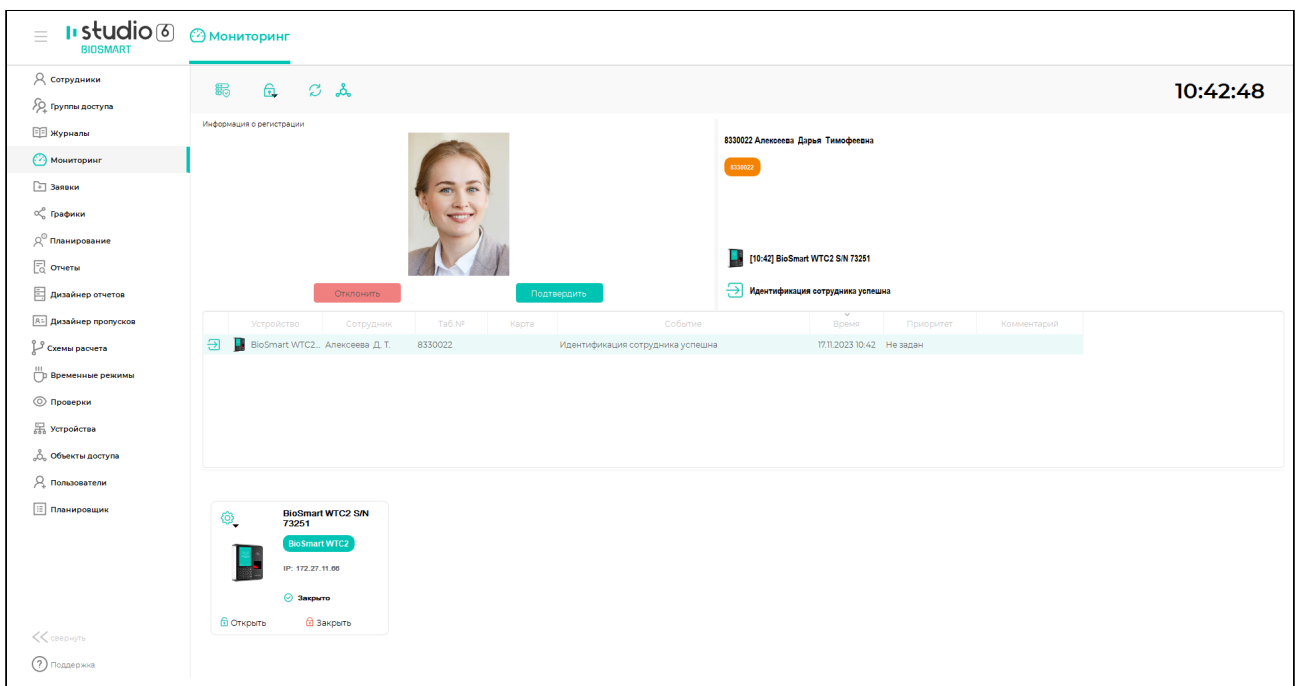 studio 6
BIOSMART
Мониторинг
Сотрудники
Группы доступа
Журналы
Мониторинг
Заявки
Графики
Планирование
Отчеты
Дизайнер отчетов
Дизайнер пропусков
Схемы расчета
Временные режимы
Проверки
Устройства
Объекты доступа
Пользователи
Планировщик
свернуть
Поддержка
10:42:48
Информация о регистрации
Отклонить
Подтвердить
8330022 Алексеева Дарья Тимофеевна
8330022
[10:42] BioSmart WTC2 S/N 73251
Идентификация сотрудника успешна
Устройство Сотрудник Таб № Карта Событие Время Приоритет Комментарий
BioSmart WTC2... Алексеева Д. Т. 8330022 Идентификация сотрудника успешна 17.11.2023 10:42 Не задан
BioSmart WTC2 S/N
73251
BioSmart WTC2
IP: 172.27.11.66
Закрыто
Открыть Закрыть